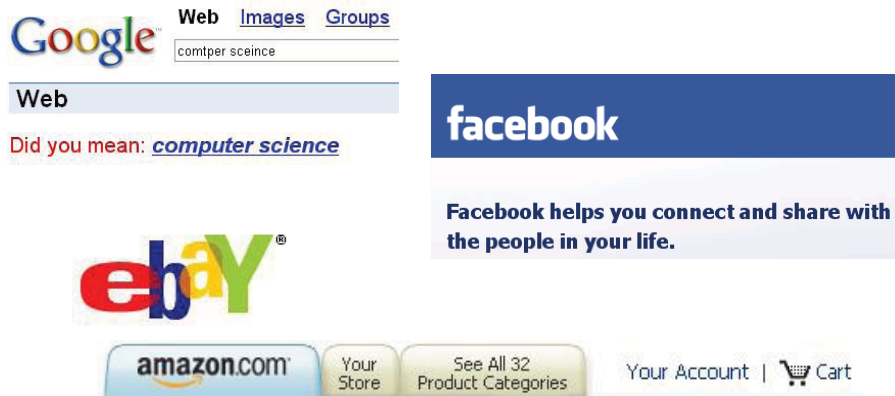 Web Images Groups
Google™
comtper sceince
Web
Did you mean: computer science
facebook
Facebook helps you connect and share with
the people in your life.
ebaY®
amazon.com
Your
Store
See All 32
Product Categories
Your Account | Cart